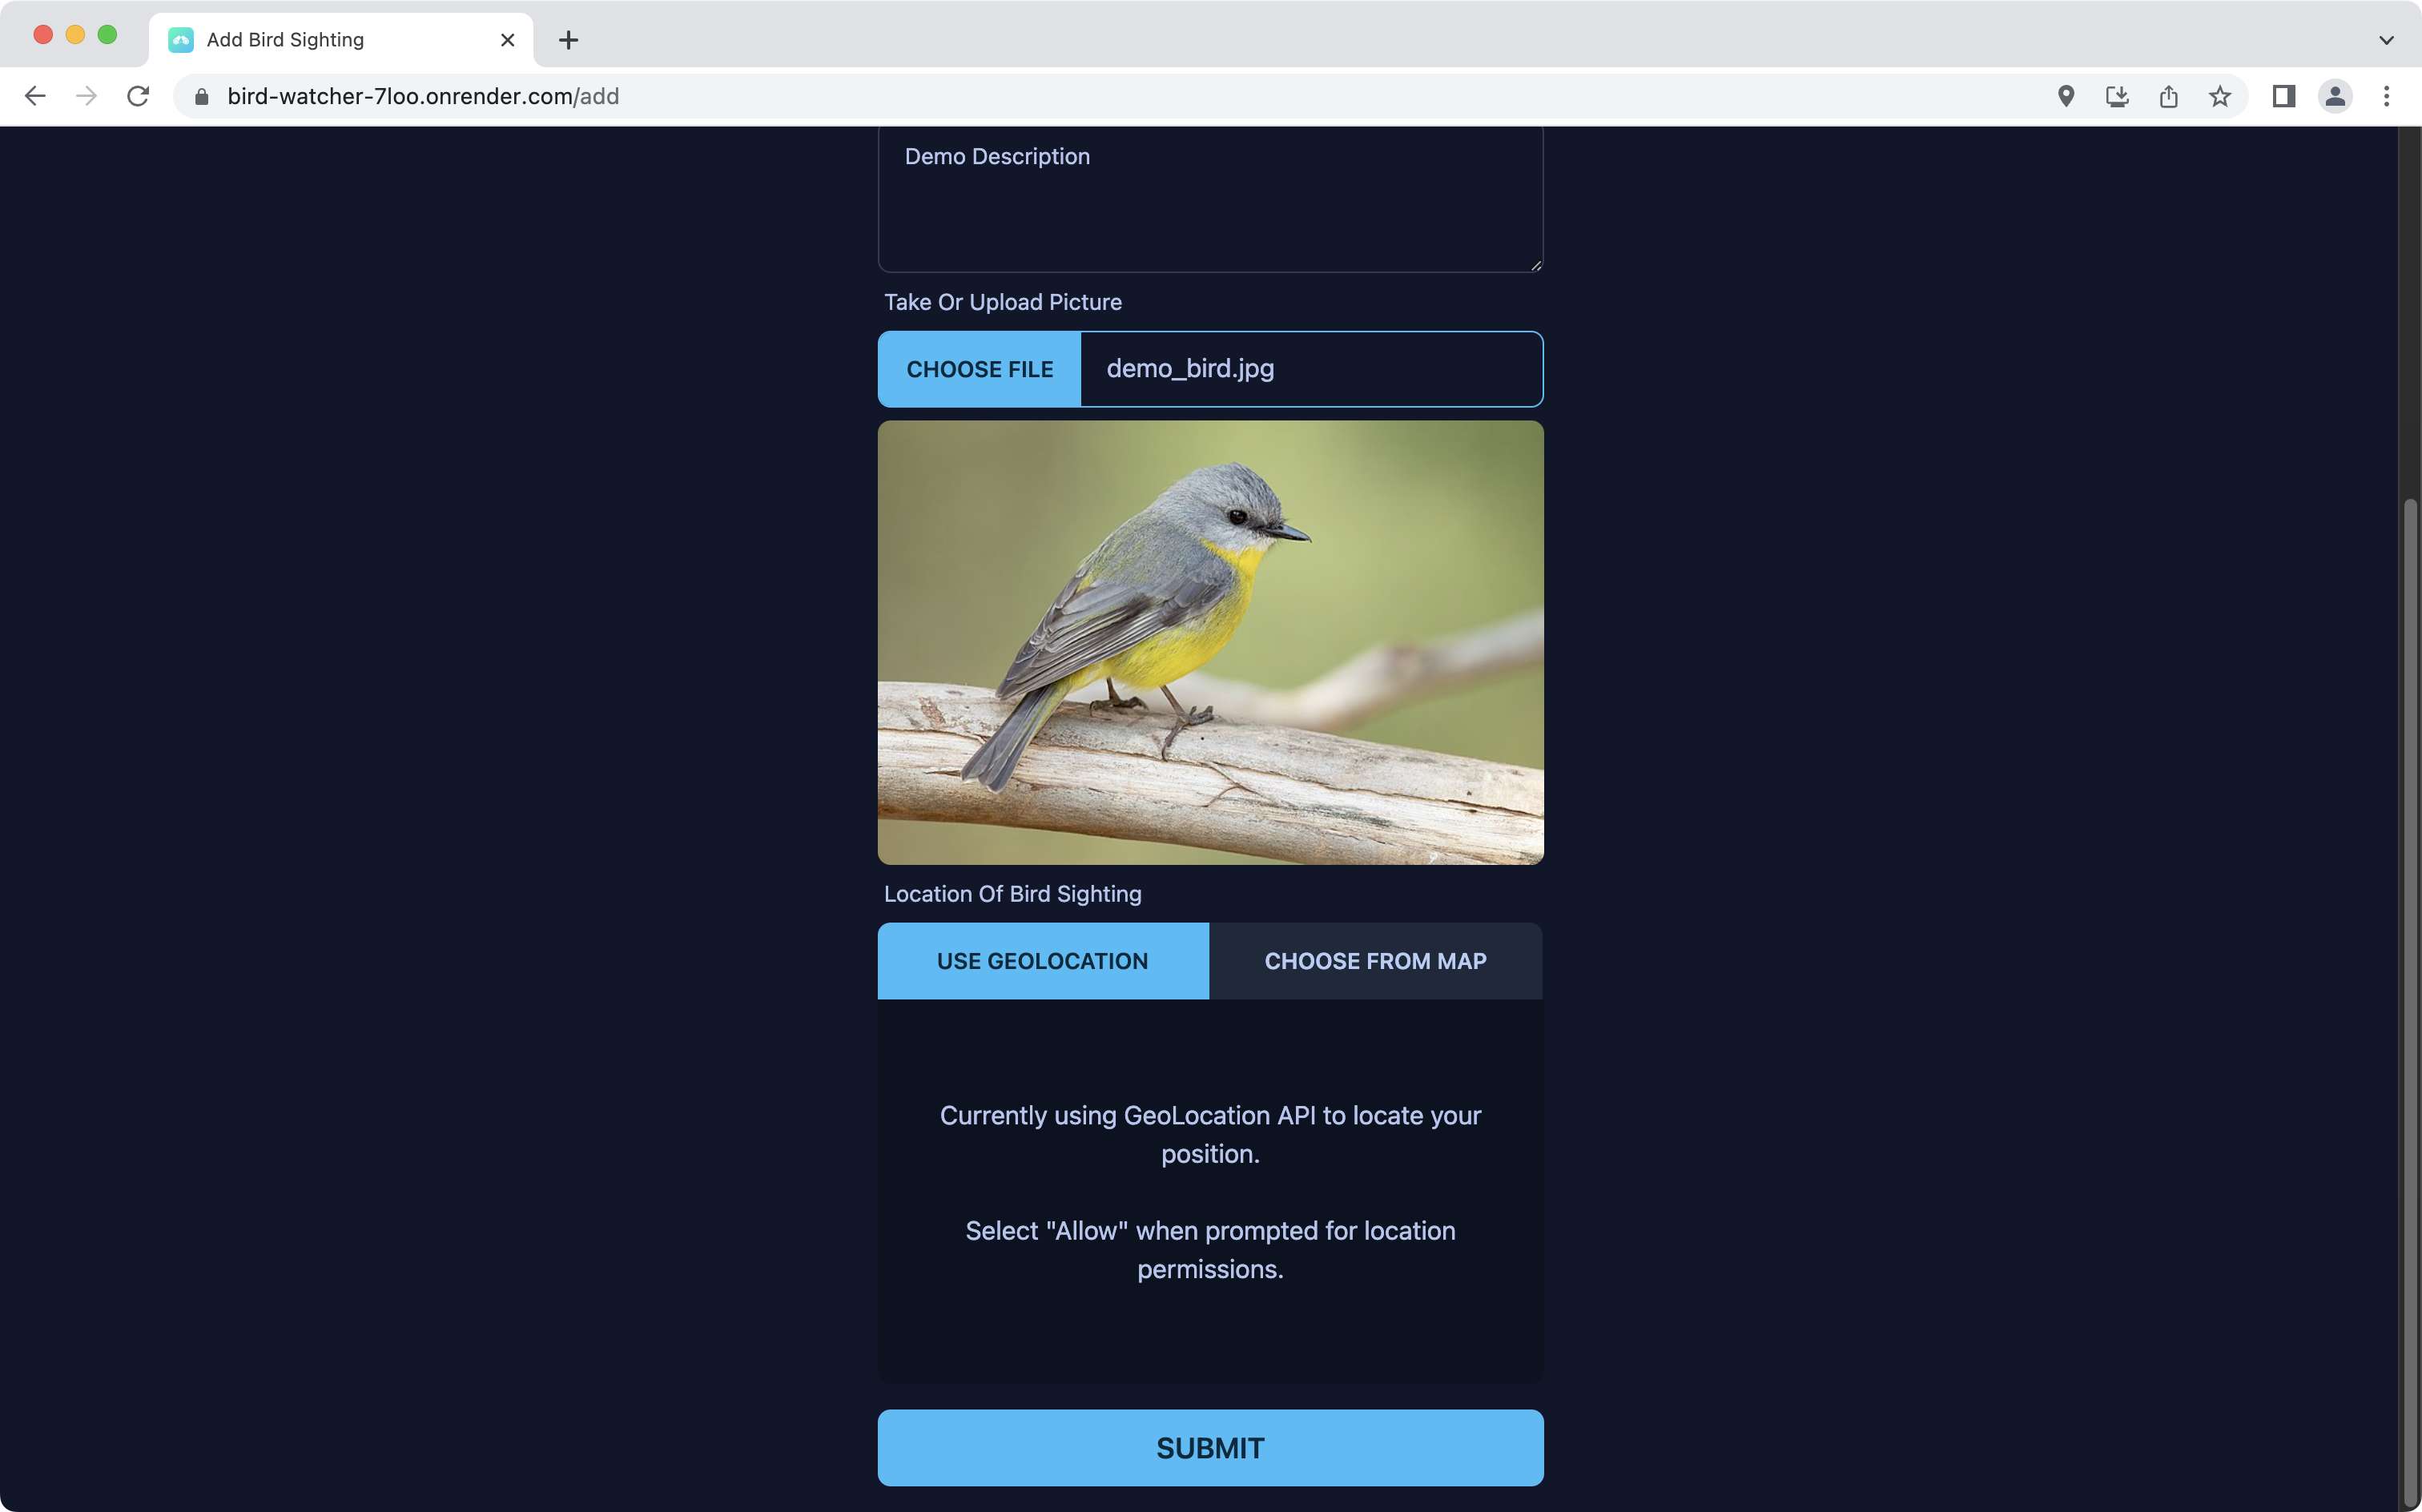 Add Bird Sighting
bird-watcher-7loo.onrender.com/add
Demo Description
Take Or Upload Picture
CHOOSE FILE demo_bird.jpg
Location Of Bird Sighting
USE GEOLOCATION CHOOSE FROM MAP
Currently using GeoLocation API to locate your
position.
Select "Allow" when prompted for location
permissions.
SUBMIT